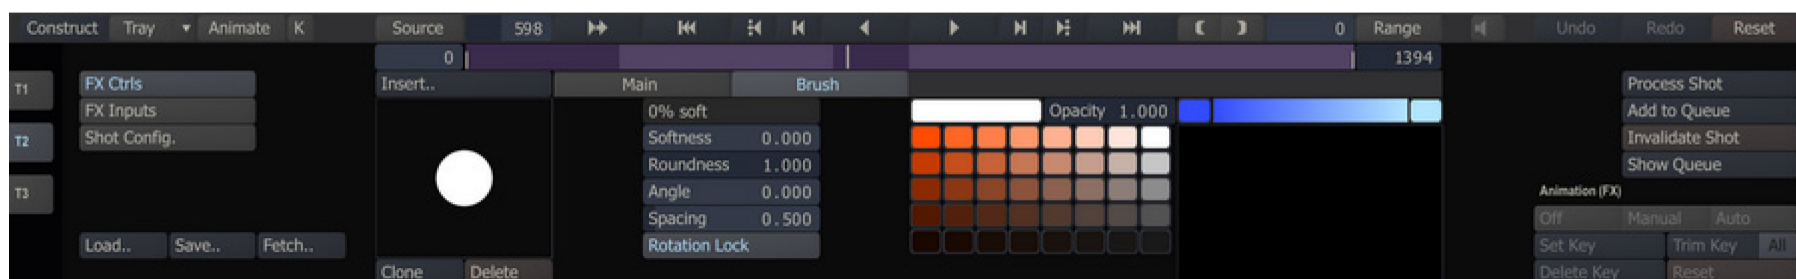 Construct Tray Animate K Source 598 0 Range Undo Redo Reset
0 1394
T1 FX Ctrls Insert.. Main Brush Process Shot
FX Inputs 0% soft Opacity 1.000 Add to Queue
T2 Shot Config. Softness 0.000 Invalidate Shot
Roundness 1.000 Show Queue
T3 Angle 0.000 Animation (FX)
Spacing 0.500 Off Manual Auto
Load.. Save.. Fetch.. Rotation Lock Set Key Trim Key All
Clone Delete Delete Key Reset